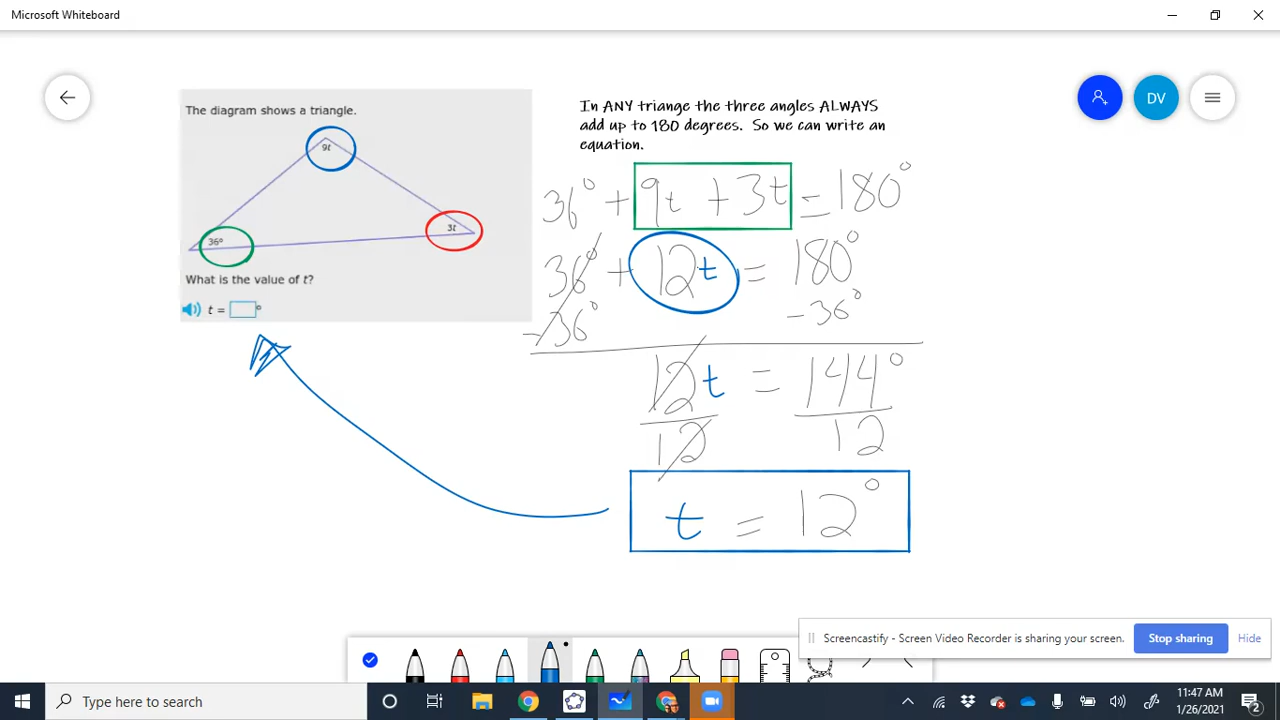 Microsoft Whiteboard
DV
The diagram shows a triangle.
9t
3t
36°
What is the value of t?
t = °
In ANY triange the three angles ALWAYS
add up to 180 degrees. So we can write an
equation.
36° + 9t + 3t = 180°
36° + 12t = 180°
-36° -36°
12t = 144°
12 12
t = 12°
Screencastify - Screen Video Recorder is sharing your screen.
Stop sharing
Hide
Type here to search
11:47 AM
1/26/2021
2